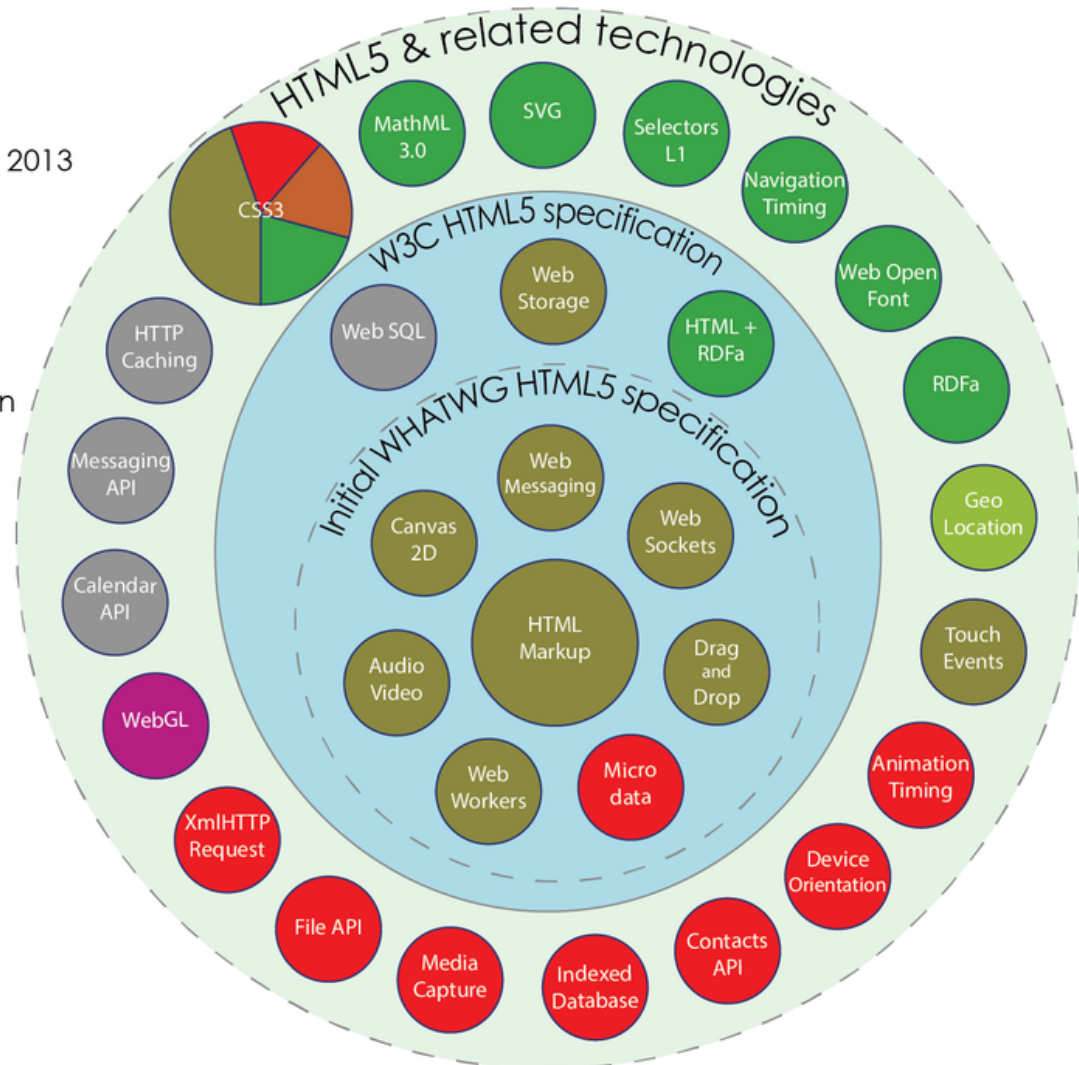 HTML5 & related technologies
2013
n
MathML
3.0
SVG
Selectors
L1
Navigation
Timing
Web Open
Font
RDFa
Geo
Location
Touch
Events
Animation
Timing
Device
Orientation
Contacts
API
Indexed
Database
Media
Capture
File API
XmlHTTP
Request
WebGL
Calendar
API
Messaging
API
HTTP
Caching
CSS3
W3C HTML5 specification
Web SQL
Web
Storage
HTML +
RDFa
Initial WHATWG HTML5 specification
Web
Messaging
Canvas
2D
Web
Sockets
HTML
Markup
Audio
Video
Drag
and
Drop
Web
Workers
Micro
data